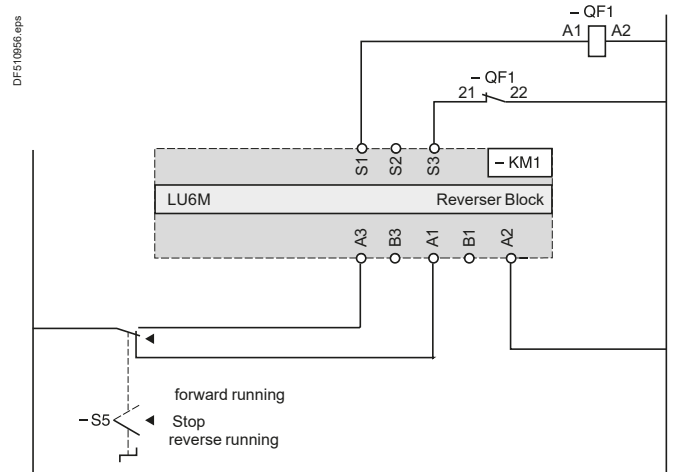 DF510956.eps
– QF1
A1 A2
– QF1
21 22
S1 S2 S3
– KM1
LU6M Reverser Block
A3 B3 A1 B1 A2
forward running
– S5 Stop
reverse running